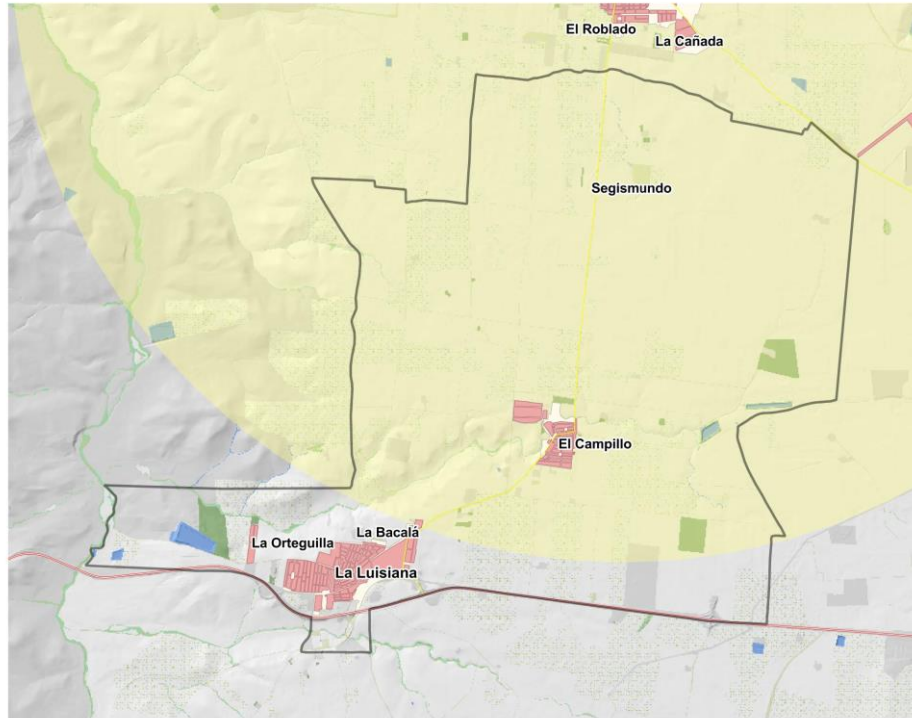 El Roblado
La Cañada
Segismundo
El Campillo
La Bacalá
La Orteguilla
La Luisiana